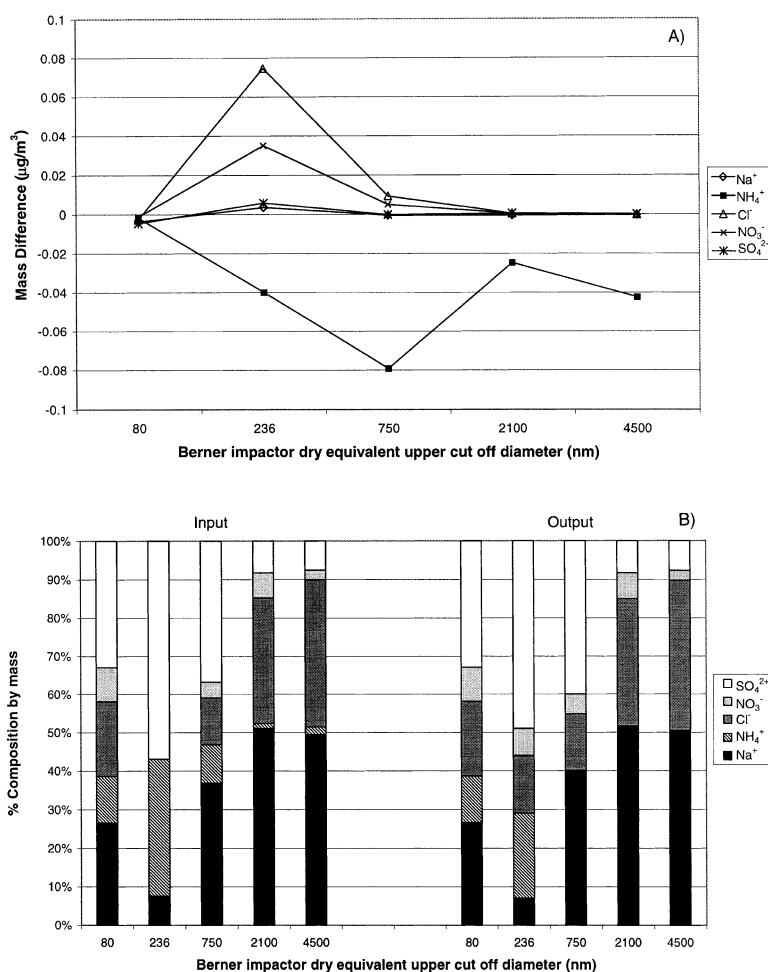 A)
0.1
0.08
0.06
0.04
0.02
0
-0.02
-0.04
-0.06
-0.08
-0.1
Mass Difference (µg/m³)
80 236 750 2100 4500
Berner impactor dry equivalent upper cut off diameter (nm)
Na⁺
NH₄⁺
Cl⁻
NO₃⁻
SO₄²⁻
B)
Input Output
100%
90%
80%
70%
60%
50%
40%
30%
20%
10%
0%
% Composition by mass
80 236 750 2100 4500 80 236 750 2100 4500
Berner impactor dry equivalent upper cut off diameter (nm)
SO₄²⁺
NO₃⁻
Cl⁻
NH₄⁺
Na⁺